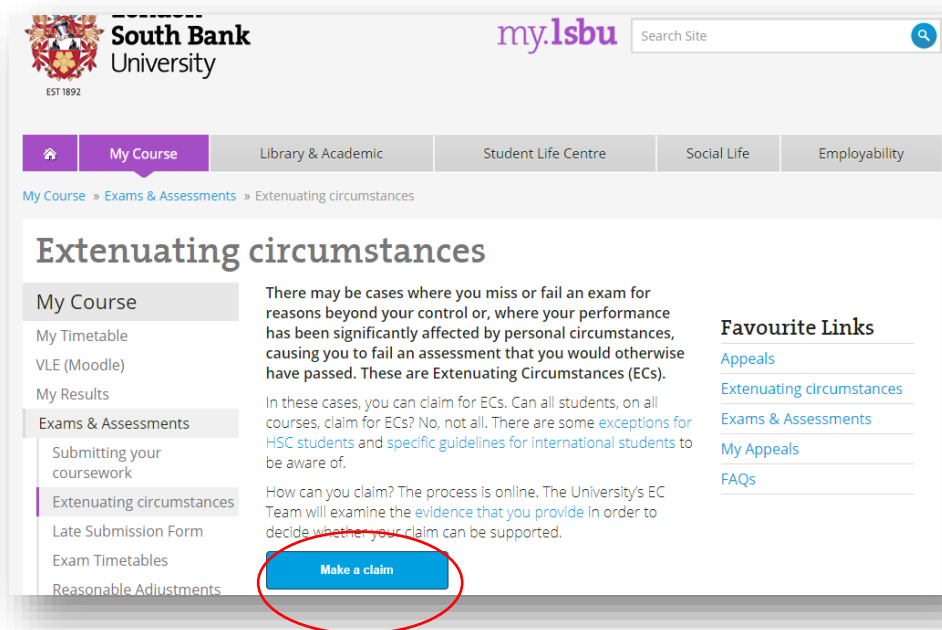 London
South Bank
University
EST 1892
my.lsbu
Search Site
My Course
Library & Academic
Student Life Centre
Social Life
Employability
My Course » Exams & Assessments » Extenuating circumstances
Extenuating circumstances
My Course
My Timetable
VLE (Moodle)
My Results
Exams & Assessments
Submitting your
coursework
Extenuating circumstances
Late Submission Form
Exam Timetables
Reasonable Adjustments
There may be cases where you miss or fail an exam for
reasons beyond your control or, where your performance
has been significantly affected by personal circumstances,
causing you to fail an assessment that you would otherwise
have passed. These are Extenuating Circumstances (ECs).
In these cases, you can claim for ECs. Can all students, on all
courses, claim for ECs? No, not all. There are some exceptions for
HSC students and specific guidelines for international students to
be aware of.
How can you claim? The process is online. The University's EC
Team will examine the evidence that you provide in order to
decide whether your claim can be supported.
Make a claim
Favourite Links
Appeals
Extenuating circumstances
Exams & Assessments
My Appeals
FAQs